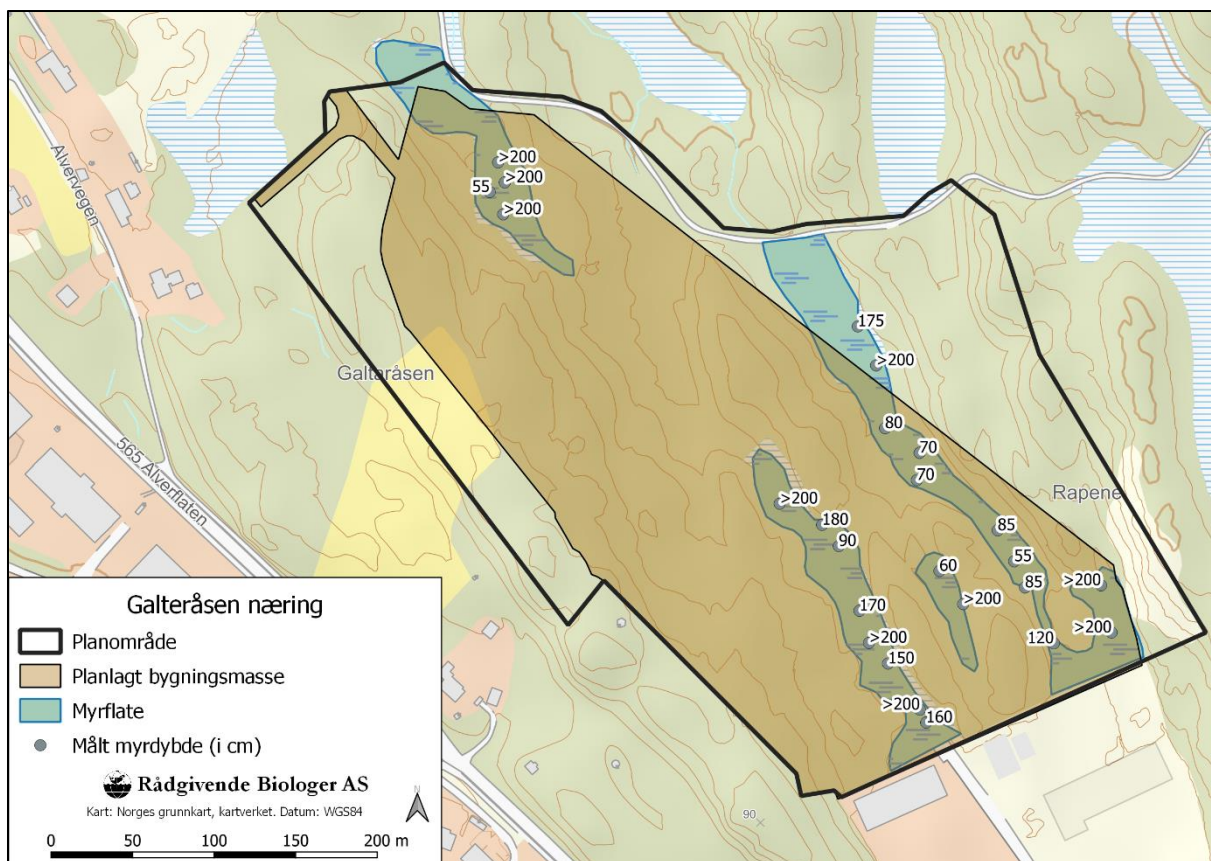 >200
>200
55
>200
Alvervegen
175
Galtaråsen
>200
80
70
565 Alverflaten
70
Rapene
>200
180
85
90
55
60
85
>200
>200
170
>200
120
>200
150
>200
160
Galteråsen næring
Planområde
Planlagt bygningsmasse
Myrflate
Målt myrdybde (i cm)
Rådgivende Biologer AS
Kart: Norges grunnkart, kartverket. Datum: WGS84
N
90
0 50 100 200 m